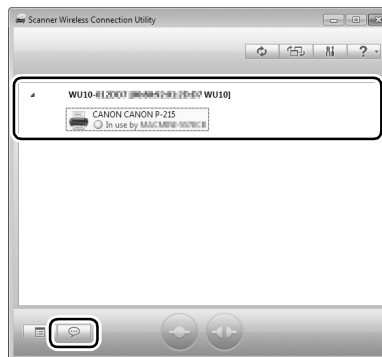 Scanner Wireless Connection Utility
?
WU10- WU10]
CANON CANON P-215
In use by